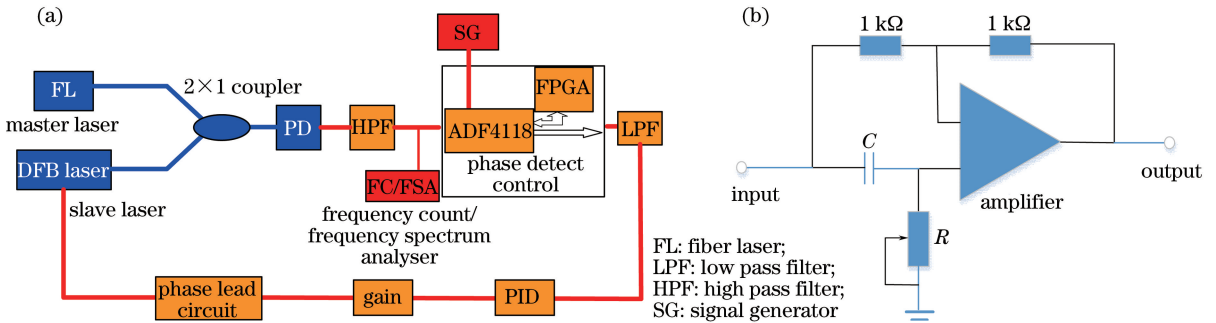 (a)
SG
FL
master laser
2×1 coupler
PD
HPF
FPGA
ADF4118
phase detect
control
LPF
DFB laser
slave laser
FC/FSA
frequency count/
frequency spectrum
analyser
phase lead
circuit
gain
PID
FL: fiber laser;
LPF: low pass filter;
HPF: high pass filter;
SG: signal generator
(b)
1 kΩ
1 kΩ
C
input
amplifier
output
R